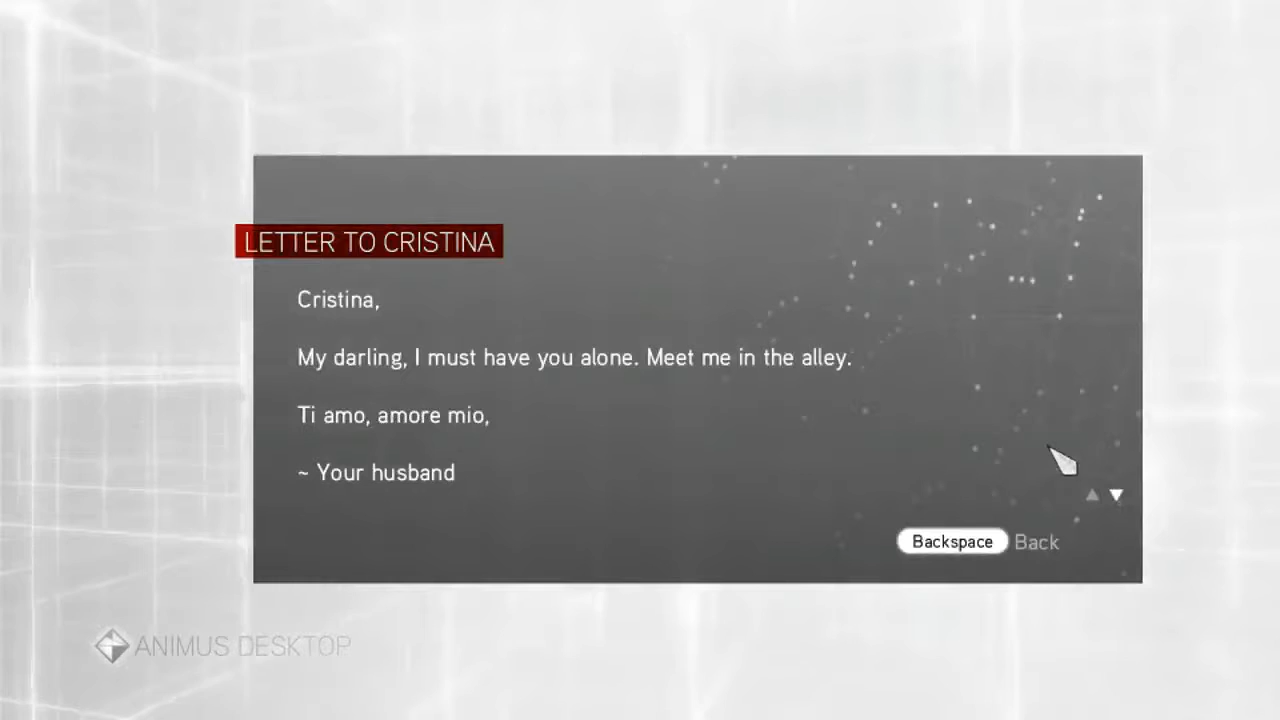 LETTER TO CRISTINA
Cristina,
My darling, I must have you alone. Meet me in the alley.
Ti amo, amore mio,
~ Your husband
Backspace Back
ANIMUS DESKTOP